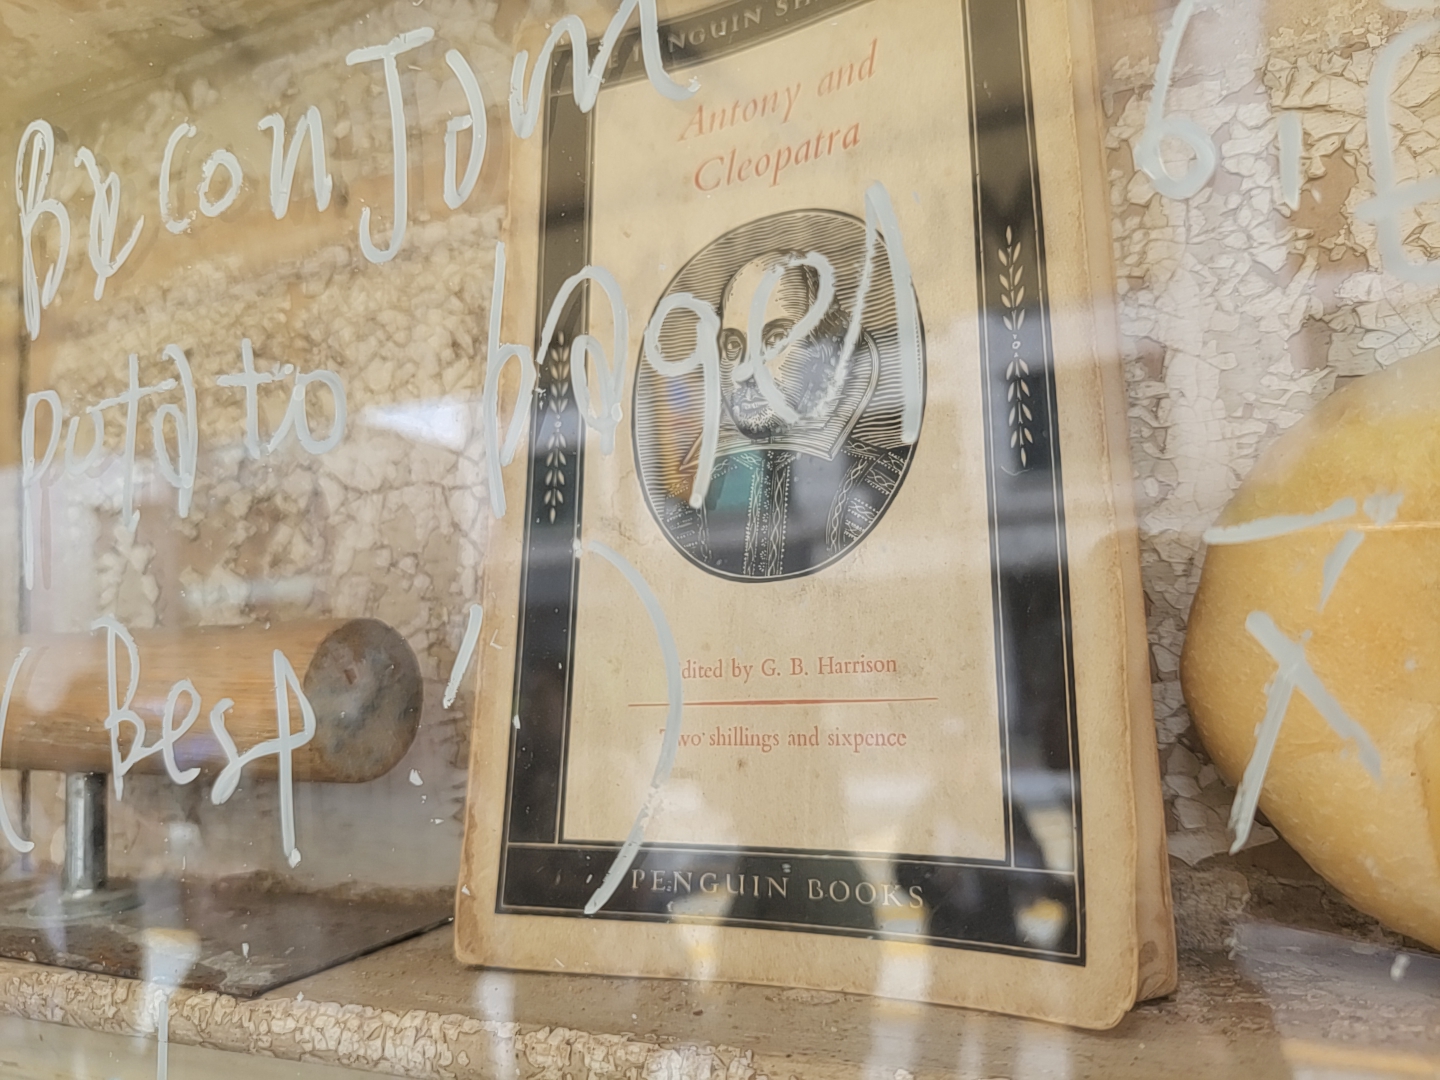 Bacon Jam
potato bagel
(Besp')
6.
£
PENGUIN
Antony and
Cleopatra
Edited by G. B. Harrison
Two shillings and sixpence
PENGUIN BOOKS